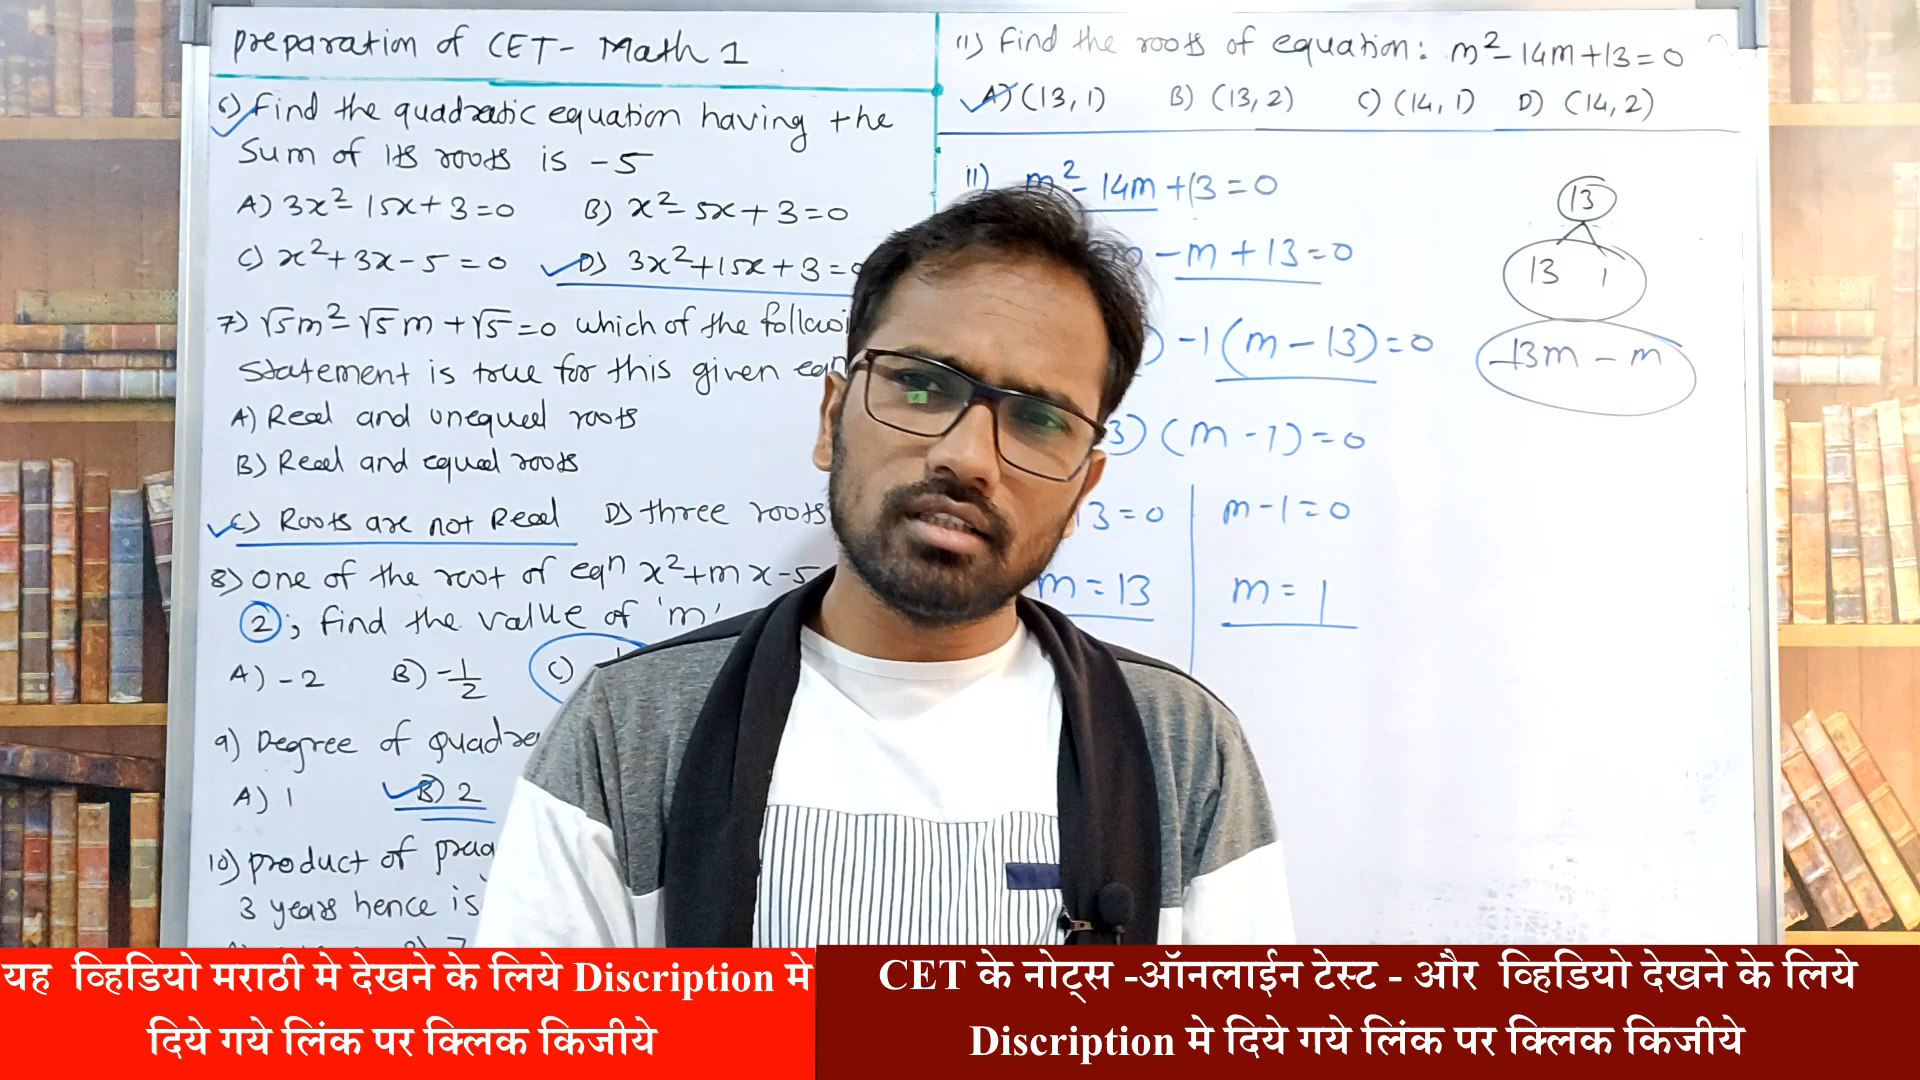 preparation of CET- Math 1
6) Find the quadratic equation having the
Sum of its roots is -5
A) 3x²-15x+3=0 B) x²-5x+3=0
C) x²+3x-5=0 D) 3x²+15x+3=0
7) √5m²-√5m+√5=0 which of the
statement is true for this given eqn
A) Real and unequal roots
B) Real and equal roots
C) Roots are not Real D) three roots
8) one of the root of eqn x²+mx-5
2; find the value of 'm'
A) -2 B) -1/2 C)
9) Degree of
A) 1 B) 2
10) product of
3 years hence is
11) Find the roots of equation: m²-14m+13=0
A) (13,1) B) (13,2) C) (14,1) D) (14,2)
11) m²-14m+13=0
-m+13=0
-1(m-13)=0
3)(m-1)=0
13=0 m-1=0
m=13 m=1
13
13 1
-13m-m
यह व्हिडियो मराठी मे देखने के लिये Discription मे
दिये गये लिंक पर क्लिक किजीये
CET के नोट्स -ऑनलाईन टेस्ट - और व्हिडियो देखने के लिये
Discription मे दिये गये लिंक पर क्लिक किजीये